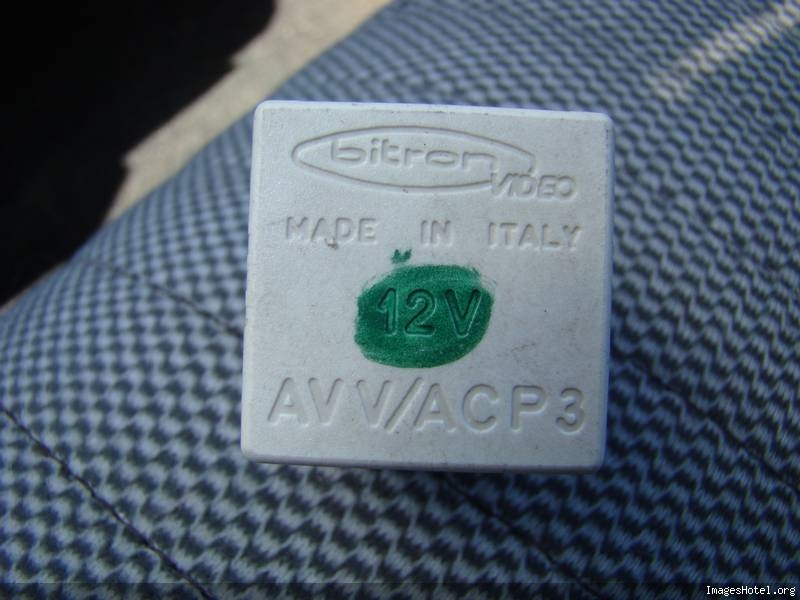 bitron
VIDEO
MADE IN ITALY
12V
AVV/ACP3
ImagesHotel.org